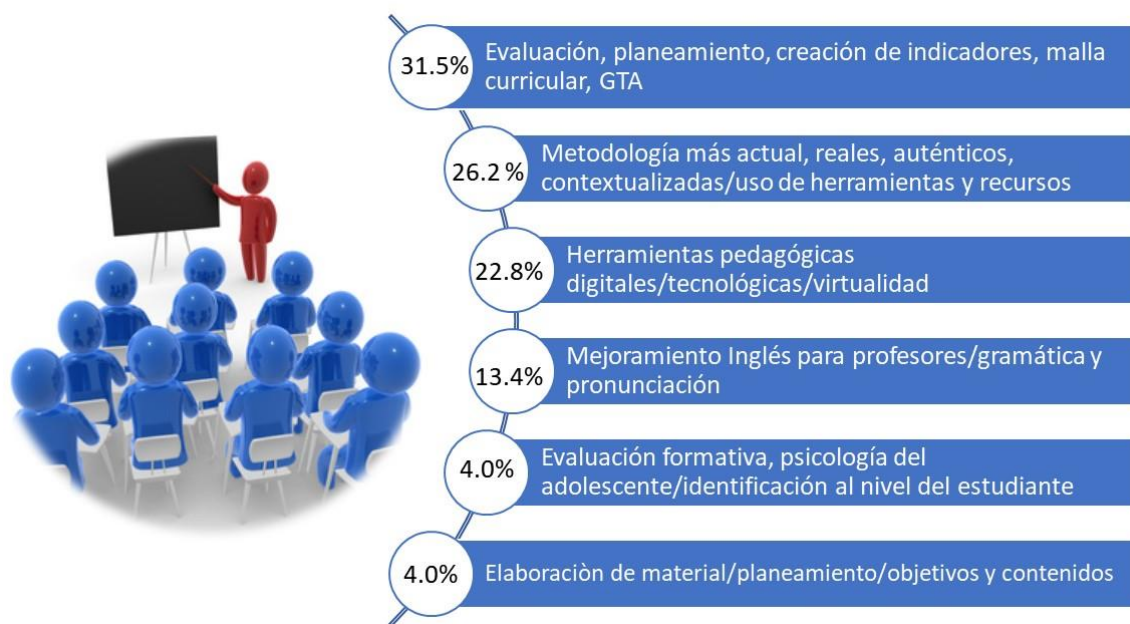 31.5%
Evaluación, planeamiento, creación de indicadores, malla
curricular, GTA
26.2 %
Metodología más actual, reales, auténticos,
contextualizadas/uso de herramientas y recursos
22.8%
Herramientas pedagógicas
digitales/tecnológicas/virtualidad
13.4%
Mejoramiento Inglés para profesores/gramática y
pronunciación
4.0%
Evaluación formativa, psicología del
adolescente/identificación al nivel del estudiante
4.0%
Elaboraciòn de material/planeamiento/objetivos y contenidos